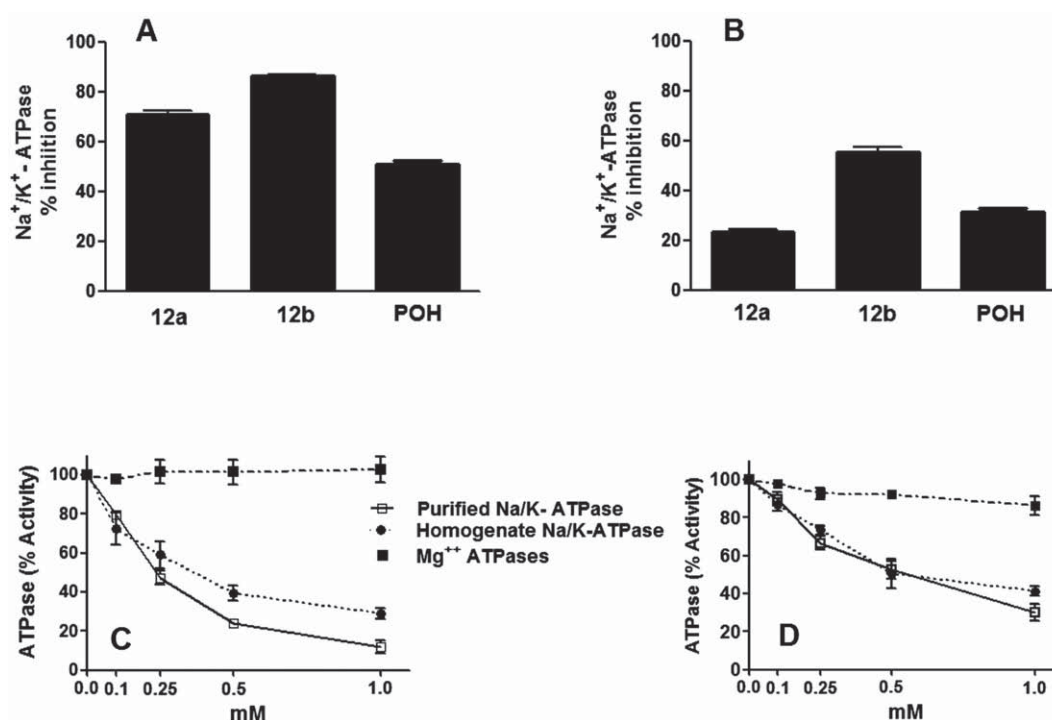 A
Na+/K+- ATPase
% inhiition
100
80
60
40
20
0
12a 12b POH
B
Na+/K+-ATPase
% inhibition
100
80
60
40
20
0
12a 12b POH
ATPase (% Activity)
100
80
60
40
20
0
C
0.0 0.1 0.25 0.5 1.0
mM
Purified Na/K- ATPase
Homogenate Na/K-ATPase
Mg++ ATPases
ATPase (% Activity)
100
80
60
40
20
0
D
0.0 0.1 0.25 0.5 1.0
mM